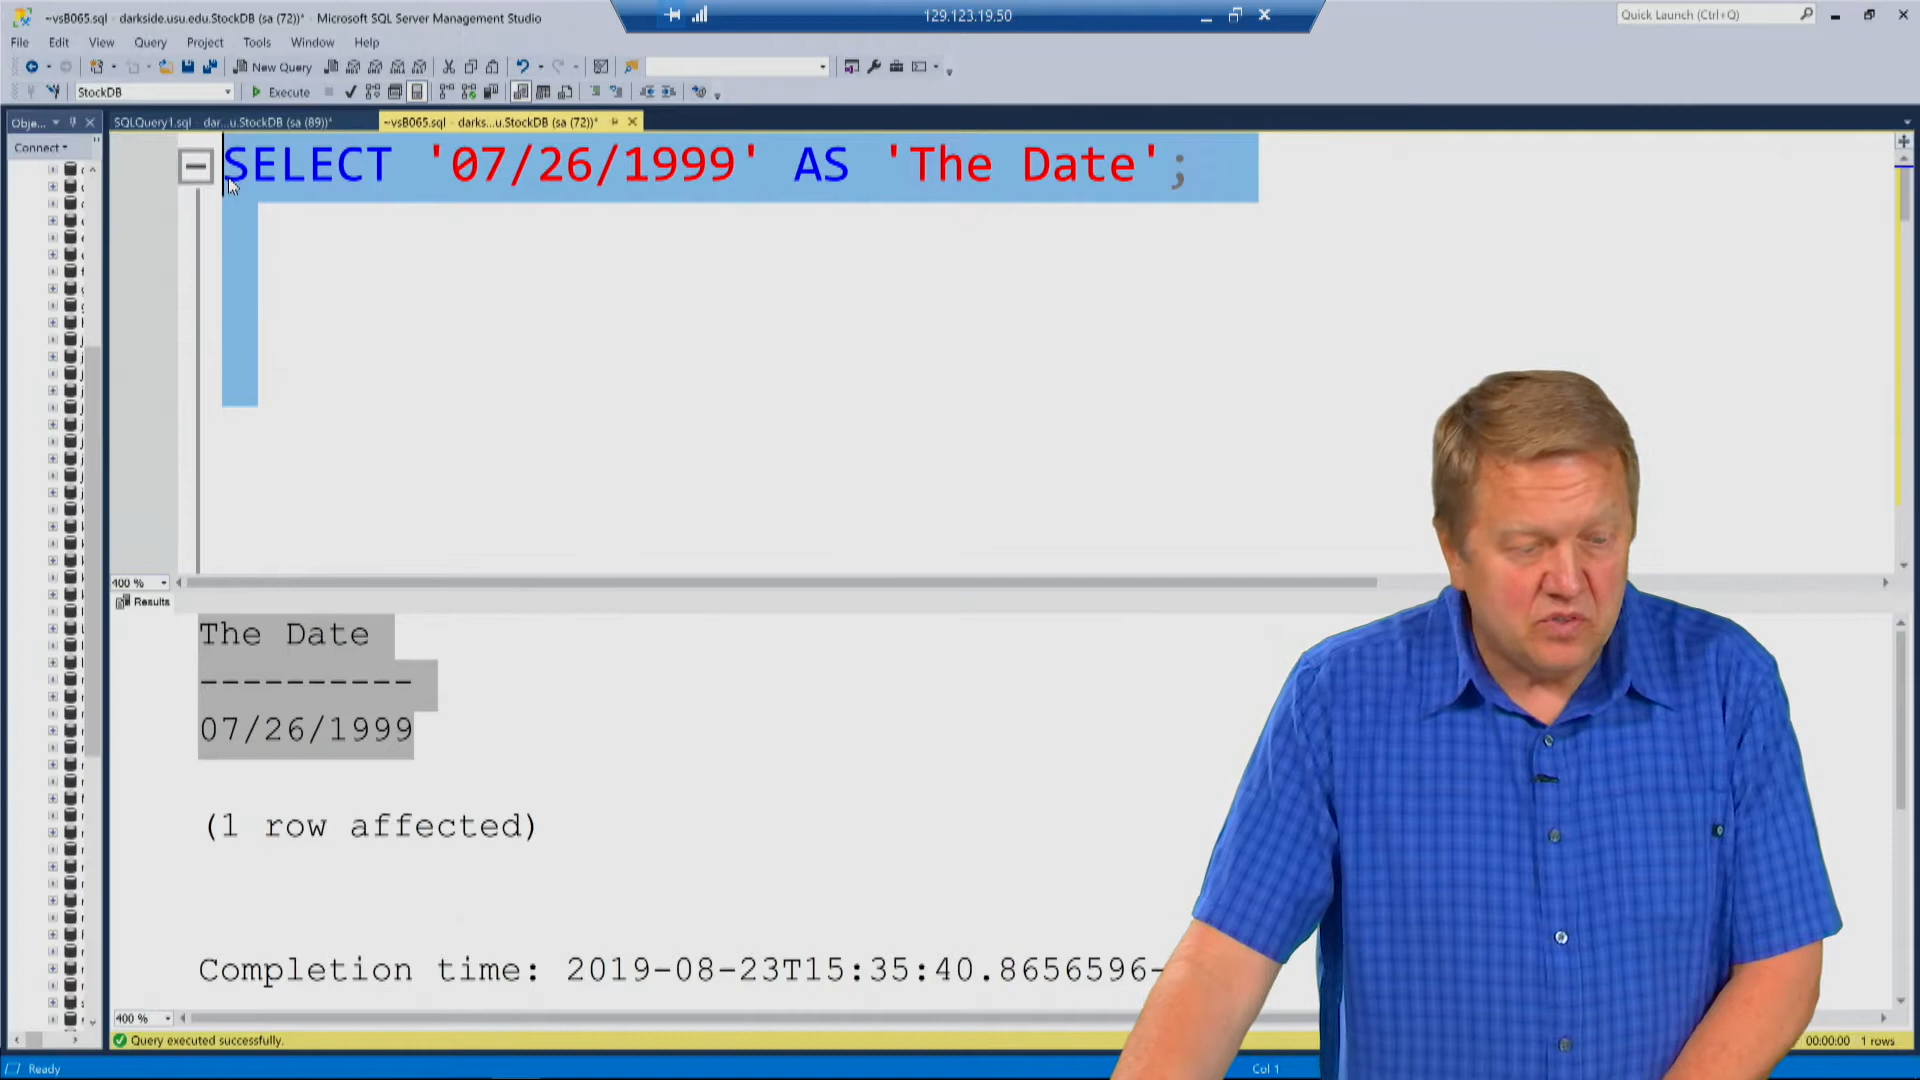 ~vsB065.sql - darkside.usu.edu.StockDB (sa (72))* - Microsoft SQL Server Management Studio
129.123.19.50
Quick Launch (Ctrl+Q)
File Edit View Query Project Tools Window Help
New Query
StockDB
Execute
Obje...
SQLQuery1.sql - dar...u.StockDB (sa (89))*
~vsB065.sql - darks...u.StockDB (sa (72))*
Connect
SELECT '07/26/1999' AS 'The Date';
400 %
Results
The Date
----------
07/26/1999
(1 row affected)
Completion time: 2019-08-23T15:35:40.8656596-
400 %
Query executed successfully.
00:00:00
1 rows
Ready
Col 1